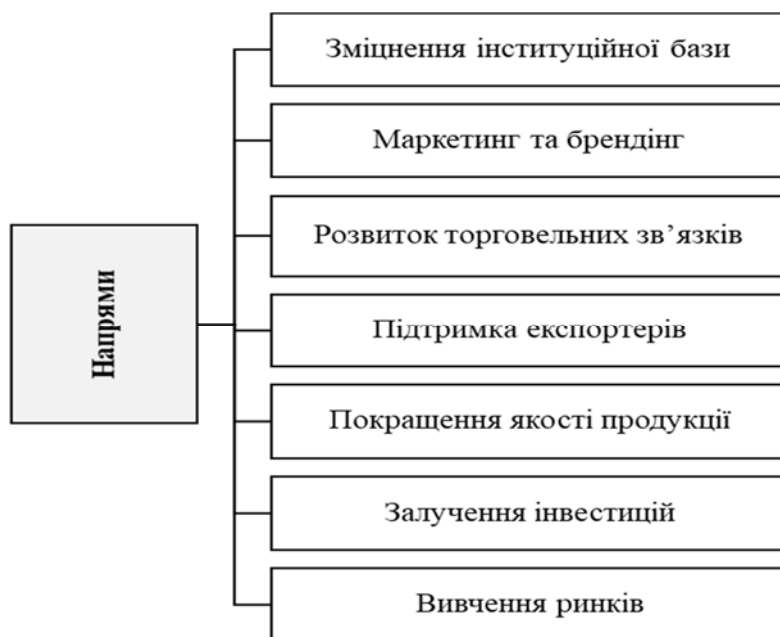 Напрями
Зміцнення інституційної бази
Маркетинг та брендінг
Розвиток торговельних зв’язків
Підтримка експортерів
Покращення якості продукції
Залучення інвестицій
Вивчення ринків